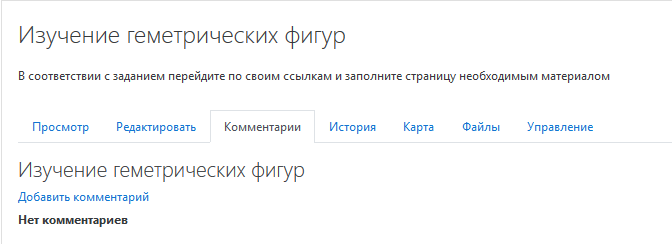 Изучение геметрических фигур
В соответствии с заданием перейдите по своим ссылкам и заполните страницу необходимым материалом
Просмотр Редактировать Комментарии История Карта Файлы Управление
Изучение геметрических фигур
Добавить комментарий
Нет комментариев